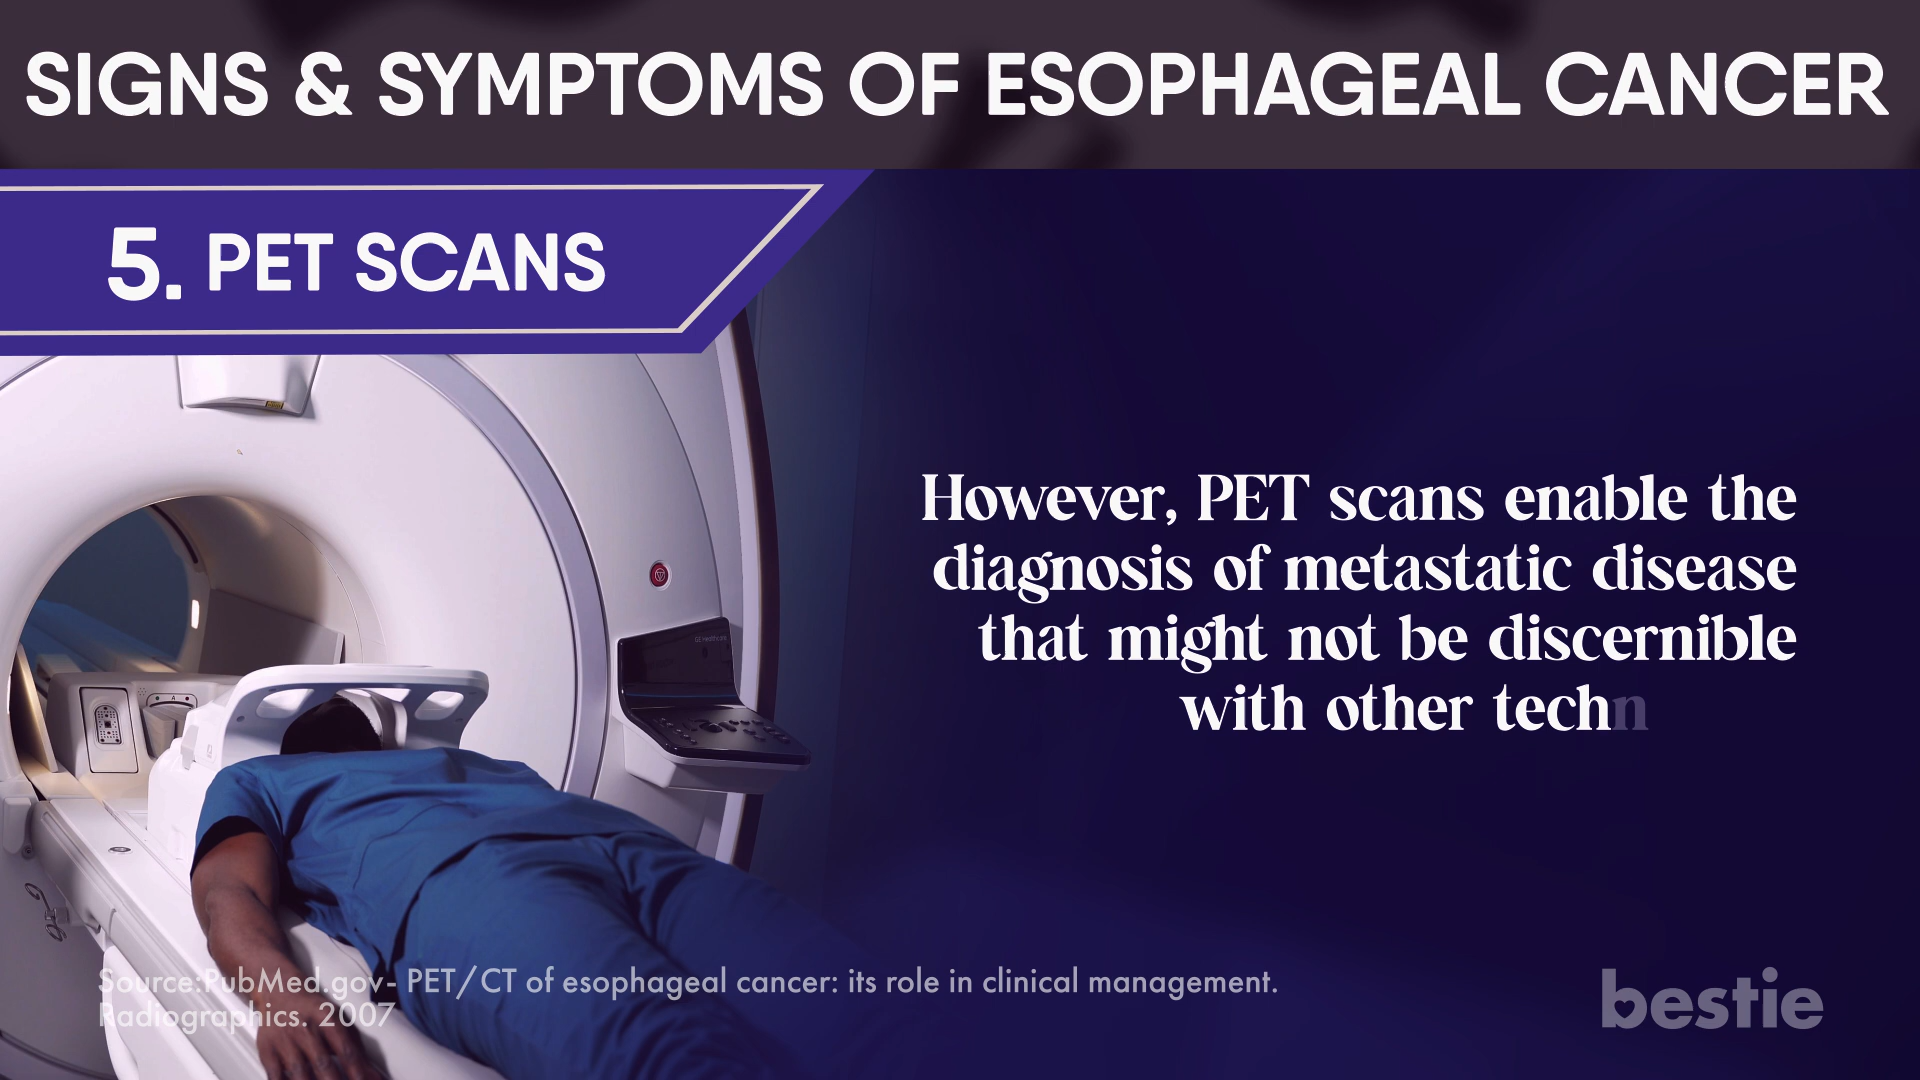 SIGNS & SYMPTOMS OF ESOPHAGEAL CANCER
5. PET SCANS
However, PET scans enable the
diagnosis of metastatic disease
that might not be discernible
with other techn
GE Healthcare
A
Source:PubMed.gov- PET/CT of esophageal cancer: its role in clinical management.
Radiographics. 2007
bestie